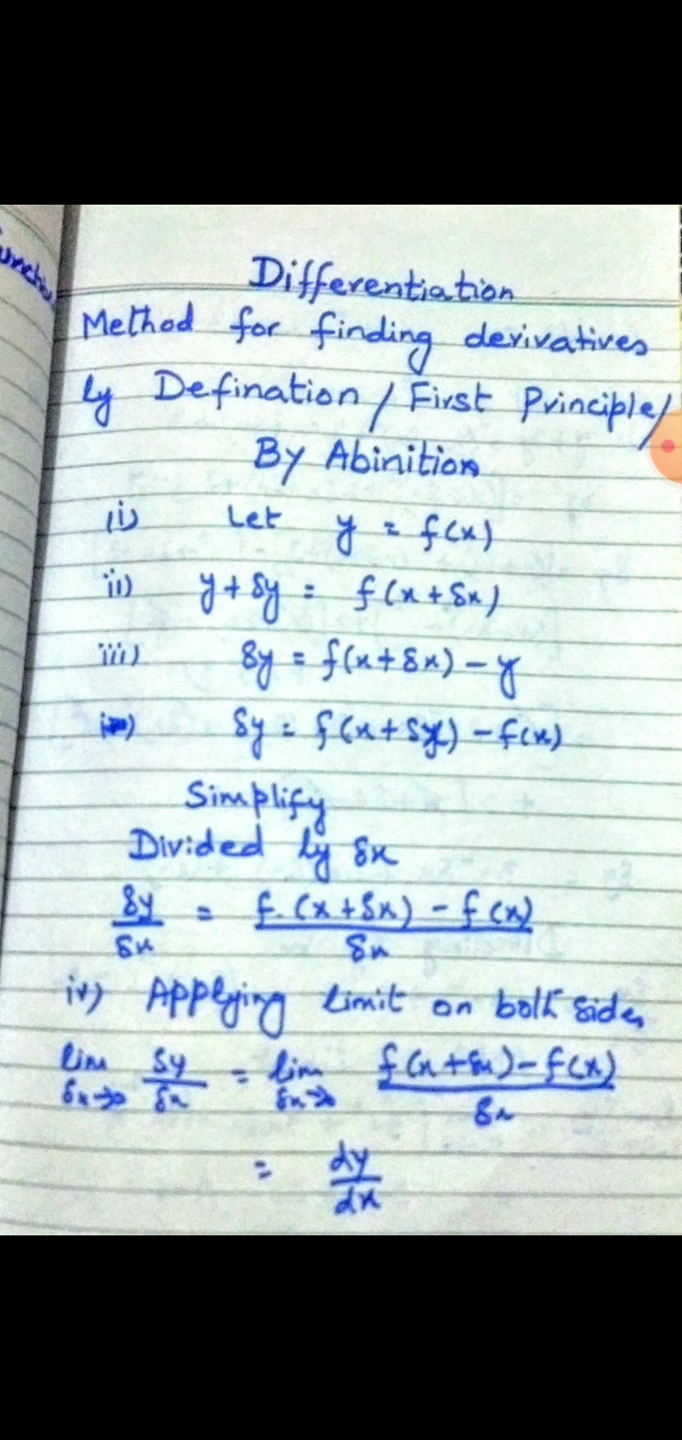 Differentiation
Method for finding derivatives
by Defination / First Principle/
By Abinition
(i) Let y = f(x)
ii) y + δy = f(x + δx)
iii) δy = f(x + δx) - y
δy = f(x + δx) - f(x)
Simplify
Divided by δx
δy/δx = f(x + δx) - f(x)/δx
iv) Applying limit on both sides
lim δx→0 δy/δx = lim δx→0 f(x + δx) - f(x)/δx
= dy/dx